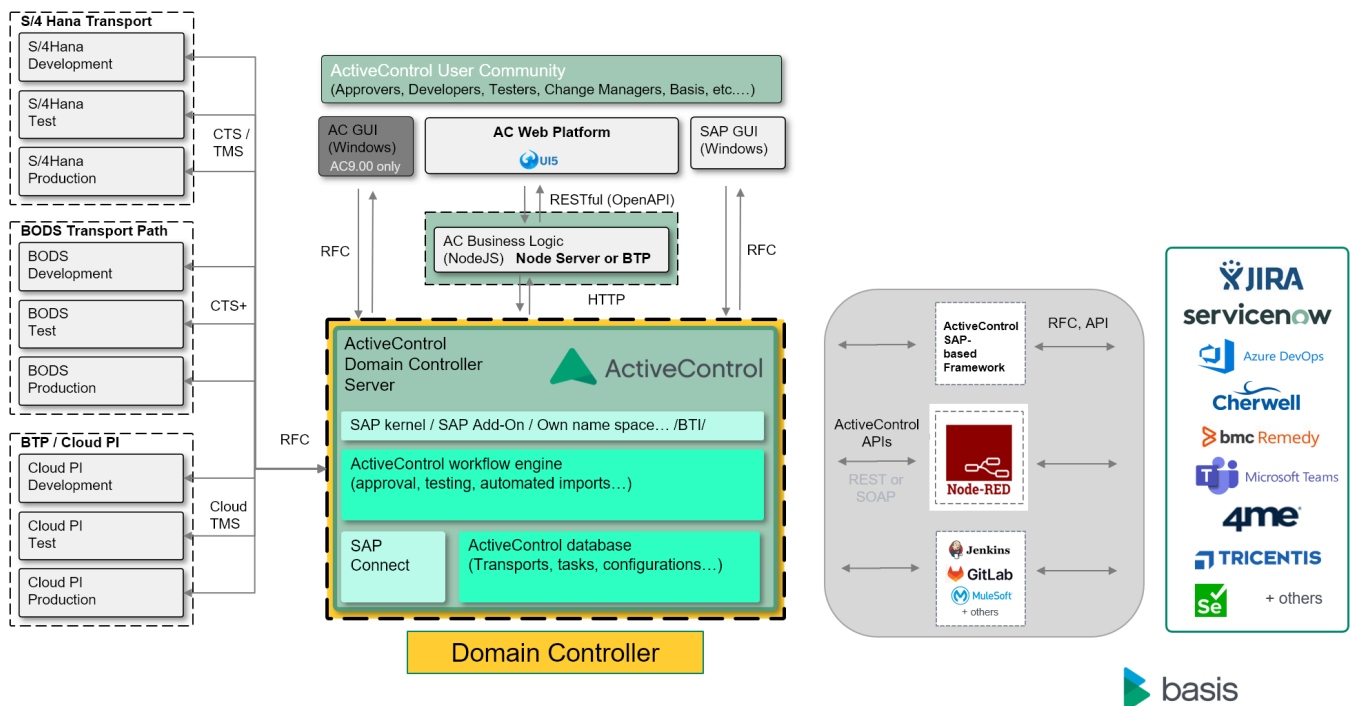 S/4 Hana Transport
S/4Hana
Development
S/4Hana
Test
S/4Hana
Production
CTS /
TMS
BODS Transport Path
BODS
Development
BODS
Test
BODS
Production
CTS+
BTP / Cloud PI
Cloud PI
Development
Cloud PI
Test
Cloud PI
Production
Cloud
TMS
RFC
ActiveControl User Community
(Approvers, Developers, Testers, Change Managers, Basis, etc.…)
AC GUI
(Windows)
AC9.00 only
AC Web Platform
UI5
SAP GUI
(Windows)
RFC
RESTful (OpenAPI)
AC Business Logic
(NodeJS) Node Server or BTP
HTTP
RFC
ActiveControl
Domain Controller
Server
ActiveControl
SAP kernel / SAP Add-On / Own name space… /BTI/
ActiveControl workflow engine
(approval, testing, automated imports…)
SAP
Connect
ActiveControl database
(Transports, tasks, configurations…)
Domain Controller
ActiveControl
APIs
REST or
SOAP
ActiveControl
SAP-
based
Framework
RFC, API
Node-RED
Jenkins
GitLab
MuleSoft
+ others
JIRA
servicenow
Azure DevOps
Cherwell
bmc Remedy
Microsoft Teams
4me
TRICENTIS
Se
+ others
basis